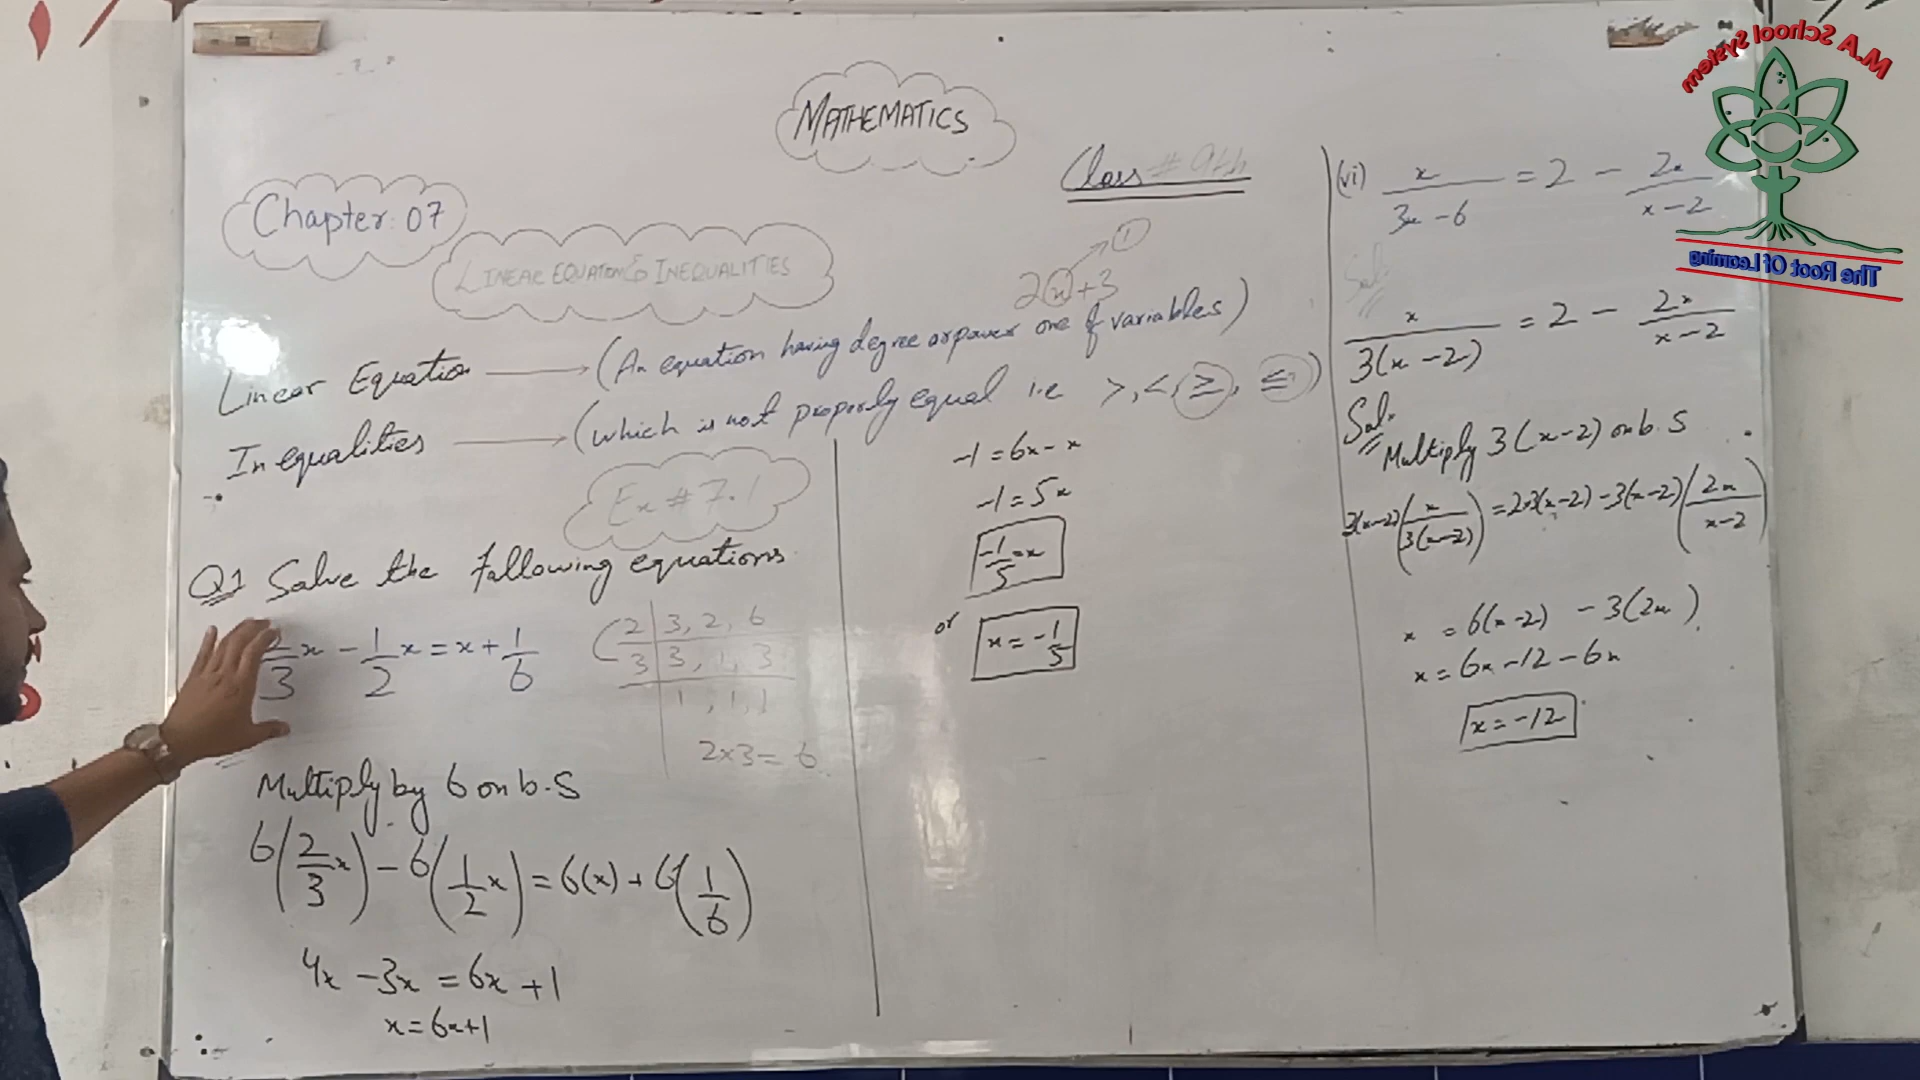 MATHEMATICS
Class # 9th
Chapter: 07
LINEAR EQUATION & INEQUALITIES
2x+3
1
Linear Equatio → (An equation having degree or power one of variables)
Inequalities → (which is not properly equal i.e >, <, ≥, ≤,)
Ex # 7.1
Q1 Solve the following equations
2/3 x - 1/2 x = x + 1/6
2 | 3, 2, 6
3 | 3, 1, 3
1, 1, 1
2×3= 6
Multiply by 6 on b.S
6(2/3 x) - 6(1/2 x) = 6(x) + 6(1/6)
4x - 3x = 6x + 1
x = 6x+1
-1 = 6x - x
-1 = 5x
-1/5 = x
or
x = -1/5
(vi) x/(3x-6) = 2 - 2x/(x-2)
Sol:
x/(3(x-2)) = 2 - 2x/(x-2)
Sol:
Multiply 3(x-2) on b.S
3(x-2)(x/(3(x-2))) = 2×3(x-2) - 3(x-2)(2x/(x-2))
x = 6(x-2) - 3(2x)
x = 6x - 12 - 6x
x = -12
M.A School System
The Root Of Learning